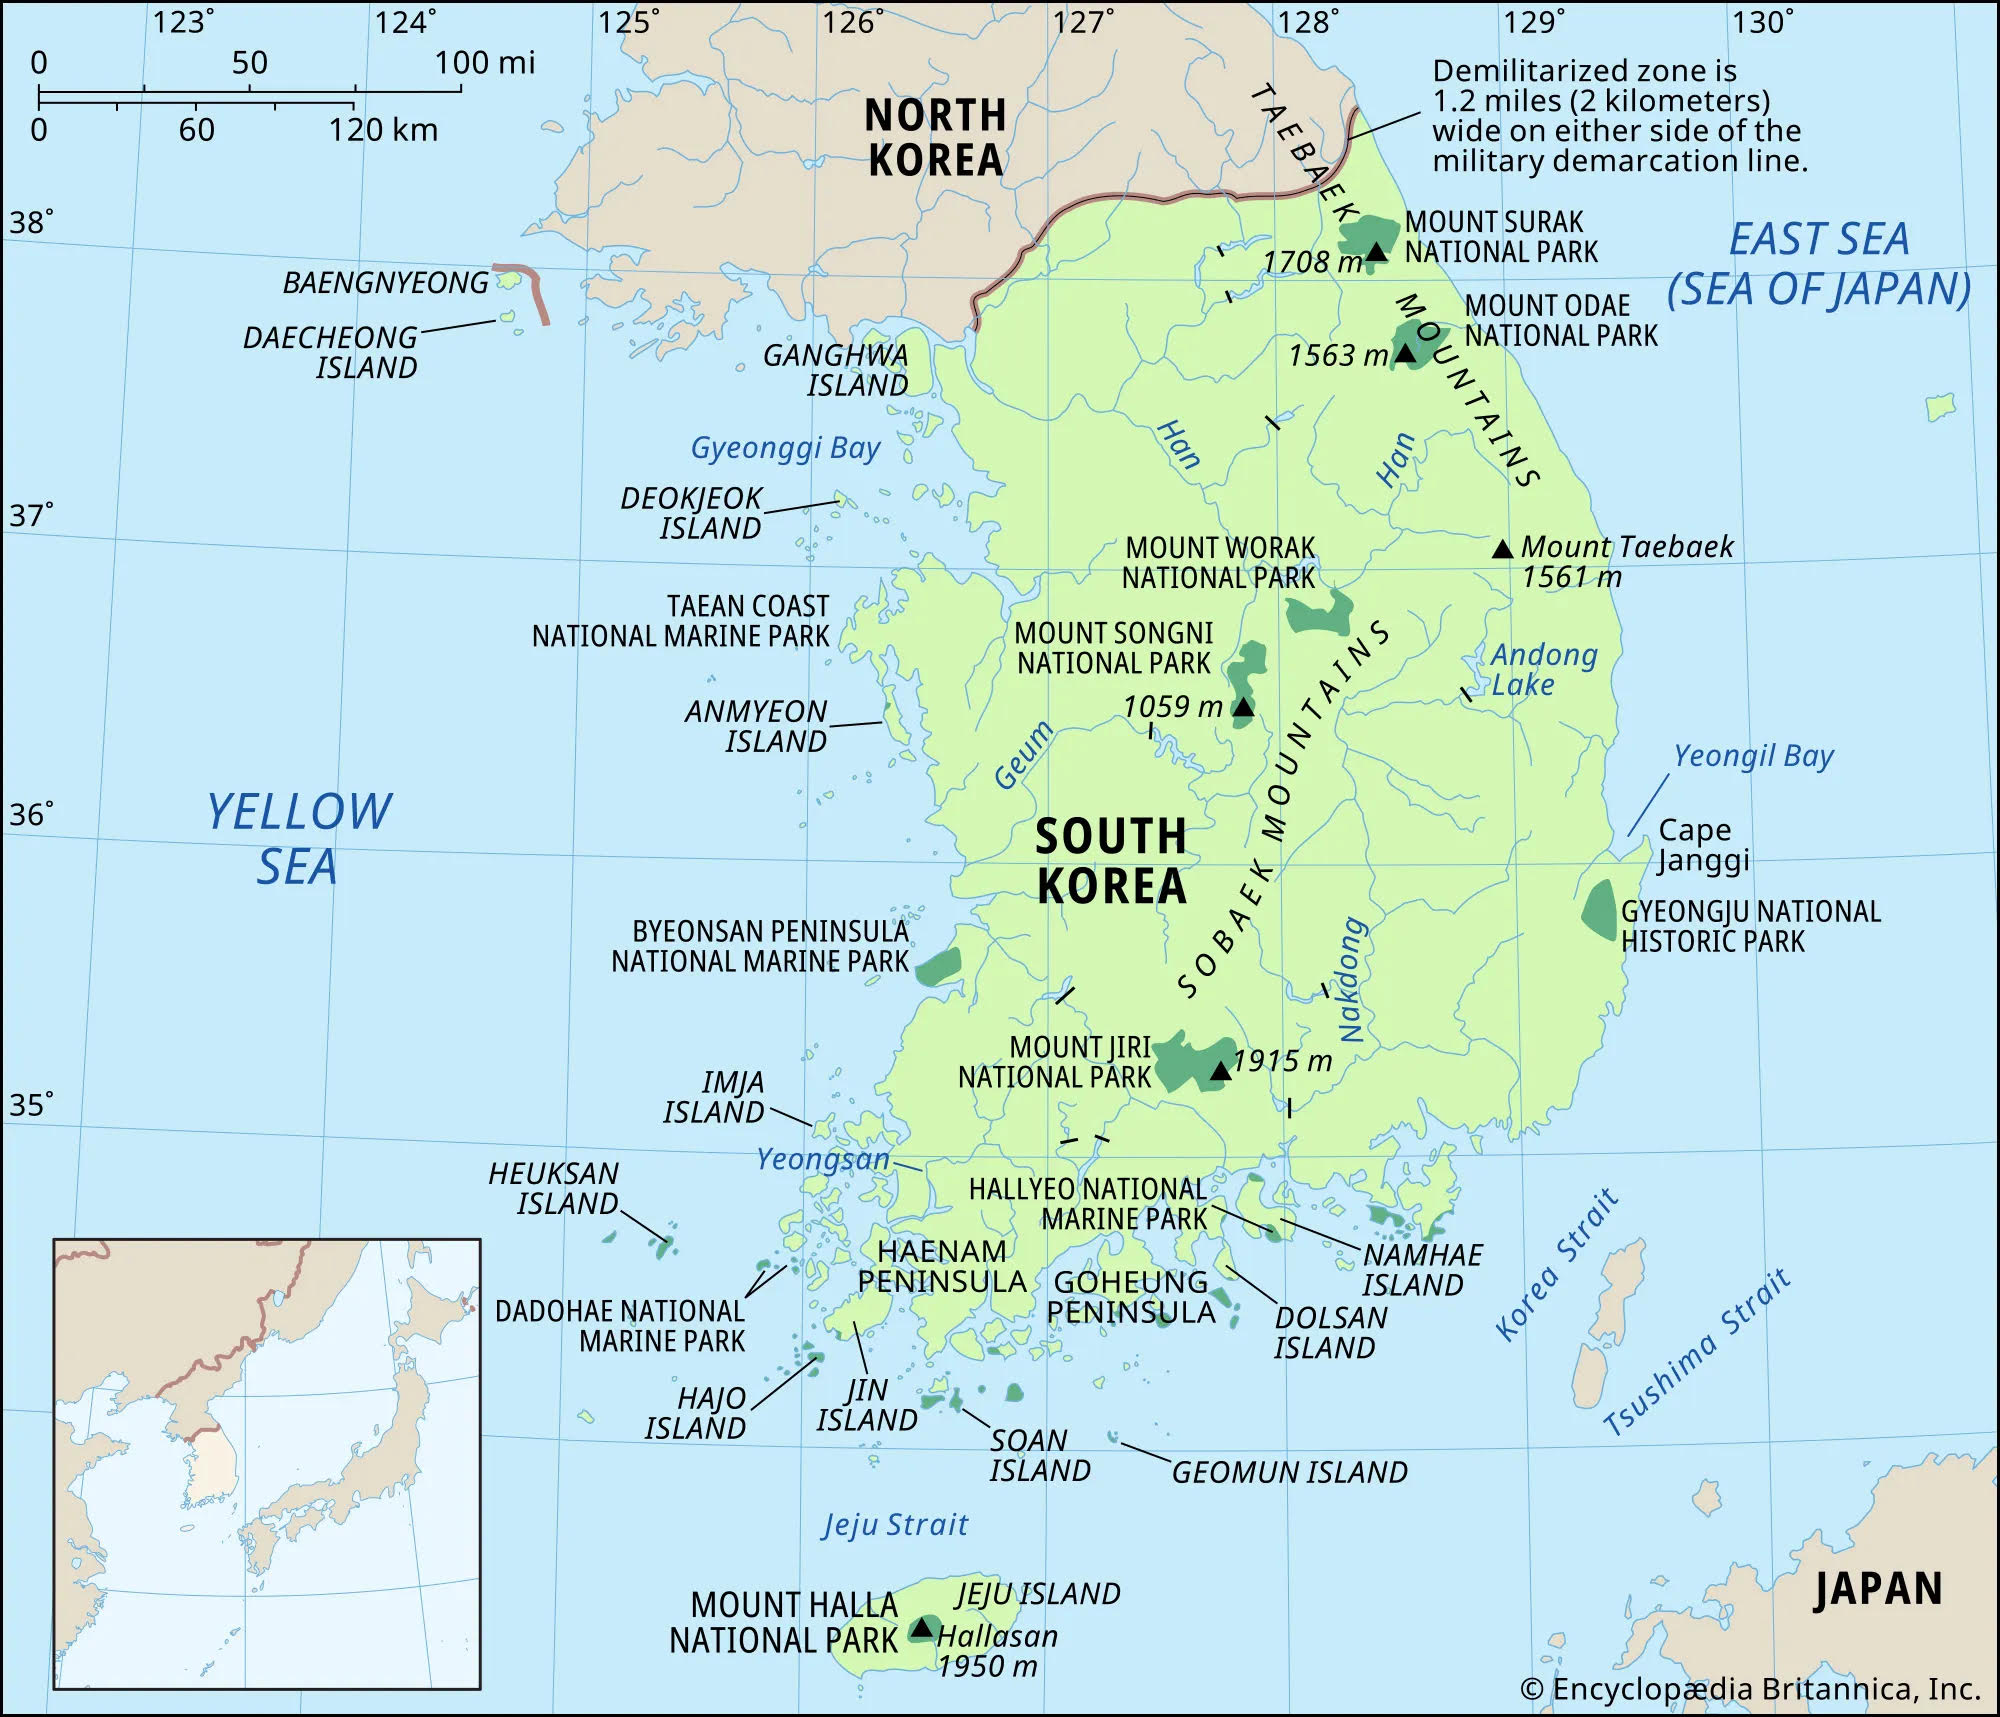 123° 124° 125° 126° 127° 128° 129° 130°
0 50 100 mi
0 60 120 km
38°
37°
36°
35°
NORTH
KOREA
TAEBAEK MOUNTAINS
Demilitarized zone is
1.2 miles (2 kilometers)
wide on either side of the
military demarcation line.
MOUNT SURAK
NATIONAL PARK
1708 m
EAST SEA
(SEA OF JAPAN)
BAENGNYEONG
DAECHEONG
ISLAND
MOUNT ODAE
NATIONAL PARK
1563 m
GANGHWA
ISLAND
Gyeonggi Bay
Han
Han
DEOKJEOK
ISLAND
MOUNT WORAK
NATIONAL PARK
Mount Taebaek
1561 m
TAEAN COAST
NATIONAL MARINE PARK
MOUNT SONGNI
NATIONAL PARK
1059 m
Andong
Lake
ANMYEON
ISLAND
Geum
SOBAEK MOUNTAINS
Yeongil Bay
YELLOW
SEA
SOUTH
KOREA
Cape
Janggi
BYEONSAN PENINSULA
NATIONAL MARINE PARK
Nakdong
GYEONGJU NATIONAL
HISTORIC PARK
MOUNT JIRI
NATIONAL PARK
1915 m
IMJA
ISLAND
Yeongsan
HEUKSAN
ISLAND
HALLYEO NATIONAL
MARINE PARK
HAENAM
PENINSULA
GOHEUNG
PENINSULA
NAMHAE
ISLAND
Korea Strait
Tsushima Strait
DADOHAE NATIONAL
MARINE PARK
DOLSAN
ISLAND
HAJO
ISLAND
JIN
ISLAND
SOAN
ISLAND
GEOMUN ISLAND
Jeju Strait
MOUNT HALLA
NATIONAL PARK
JEJU ISLAND
Hallasan
1950 m
JAPAN
© Encyclopædia Britannica, Inc.